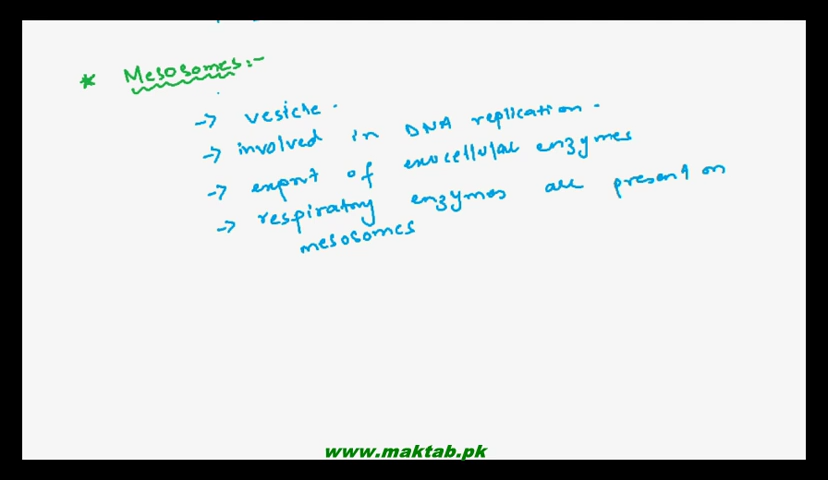 * Mesosomes:-
-> vesicle.
-> involved in DNA replication.
-> export of exocellular enzymes
-> respiratory enzymes are present on
mesosomes
www.maktab.pk